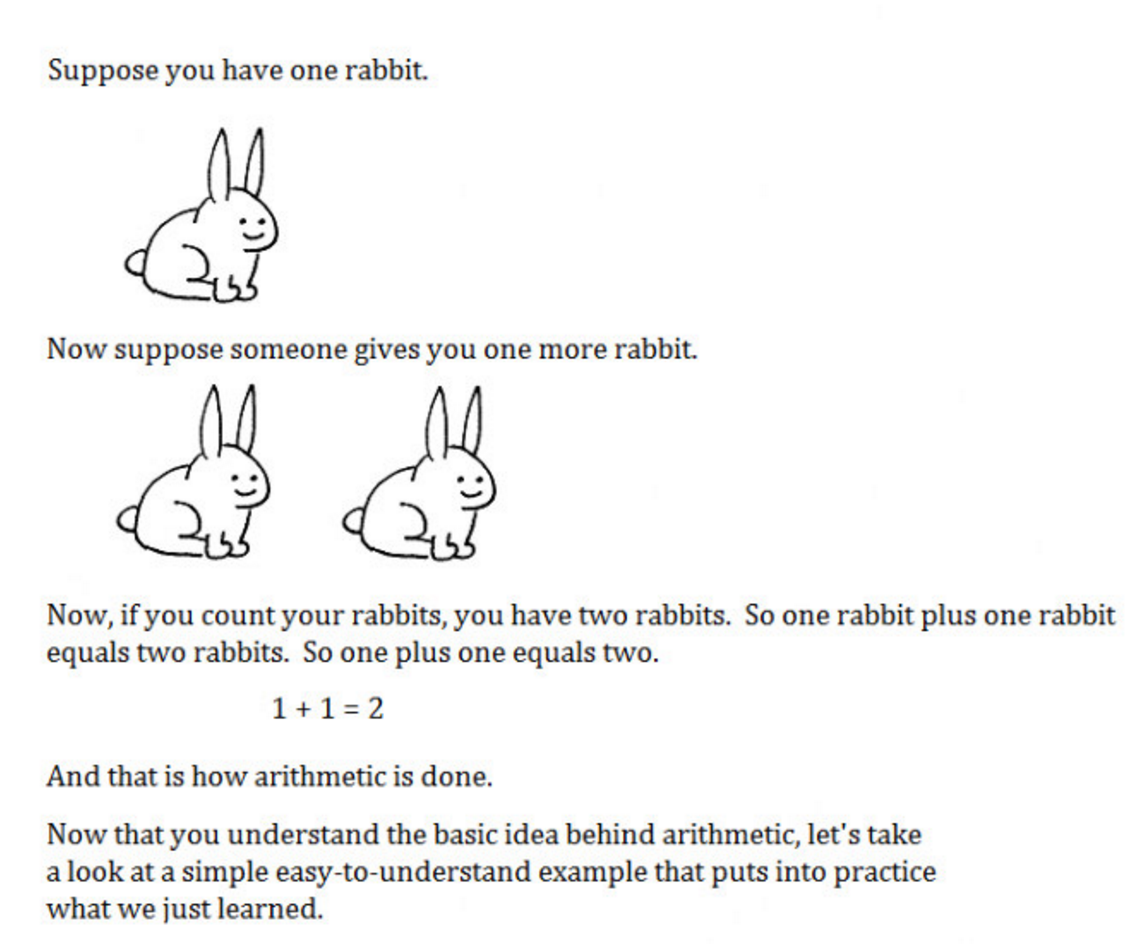 Suppose you have one rabbit.
Now suppose someone gives you one more rabbit.
Now, if you count your rabbits, you have two rabbits.  So one rabbit plus one rabbit
equals two rabbits.  So one plus one equals two.
1 + 1 = 2
And that is how arithmetic is done.
Now that you understand the basic idea behind arithmetic, let's take
a look at a simple easy-to-understand example that puts into practice
what we just learned.